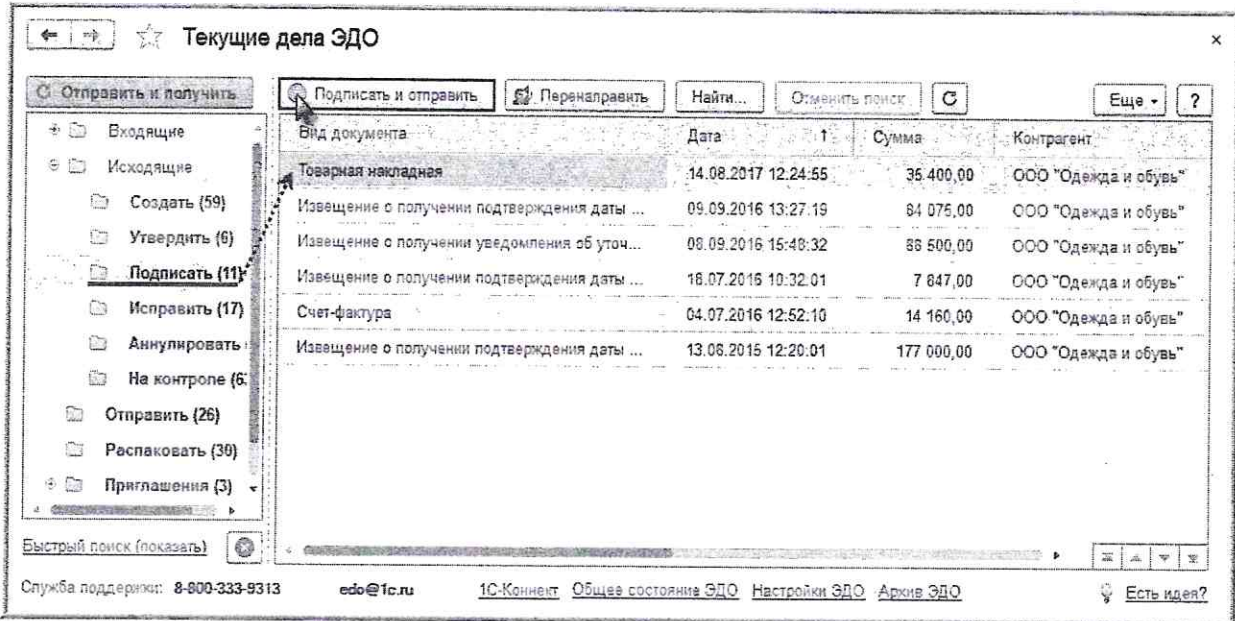 Текущие дела ЭДО
Отправить и получить
Подписать и отправить Перенаправить Найти... Отменить поиск Еще ?
Входящие
Исходящие
Создать (59)
Утвердить (6)
Подписать (11)
Исправить (17)
Аннулировать
На контроле (6
Отправить (26)
Распаковать (30)
Приглашения (3)
Вид документа Дата ↑ Сумма Контрагент
Товарная накладная 14.08.2017 12:24:55 35 400,00 ООО "Одежда и обувь"
Извещение о получении подтверждения даты ... 09.09.2016 13:27:19 84 075,00 ООО "Одежда и обувь"
Извещение о получении уведомления об уточ... 08.09.2016 15:48:32 88 500,00 ООО "Одежда и обувь"
Извещение о получении подтверждения даты ... 18.07.2016 10:32:01 7 847,00 ООО "Одежда и обувь"
Счет-фактура 04.07.2016 12:52:10 14 160,00 ООО "Одежда и обувь"
Извещение о получении подтверждения даты ... 13.08.2015 12:20:01 177 000,00 ООО "Одежда и обувь"
Быстрый поиск (показать)
Служба поддержки: 8-800-333-9313 edo@1c.ru 1С-Коннект Общее состояние ЭДО Настройки ЭДО Архив ЭДО Есть идея?